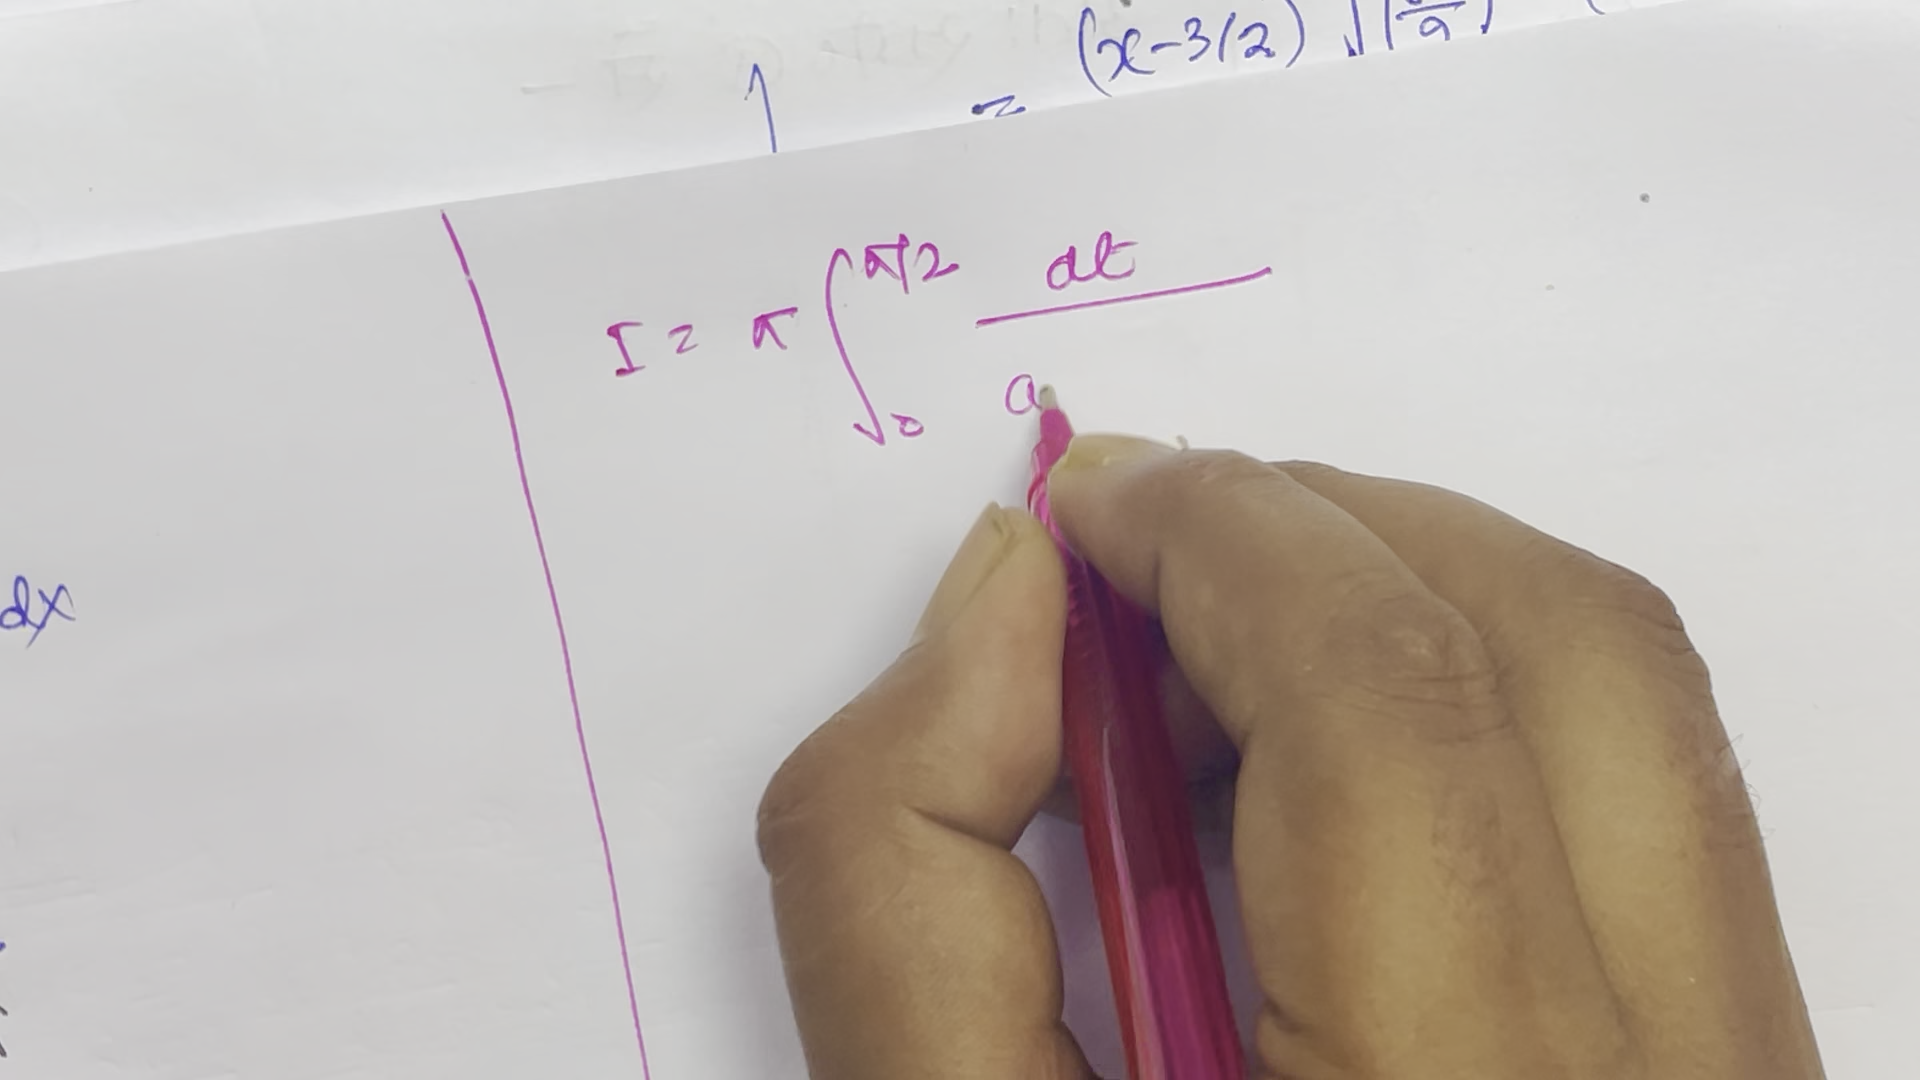 = (x-3/2)
I = π ∫₀^π/2 dt / a
dx